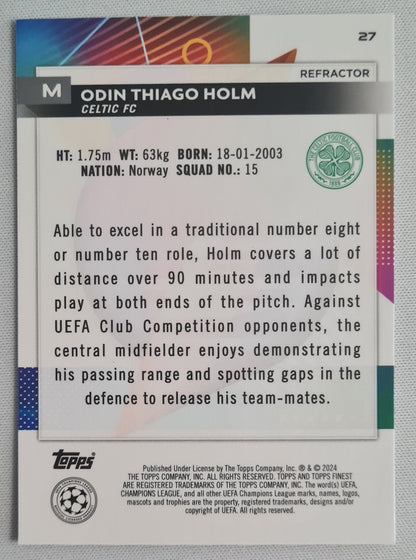 27
REFRACTOR
M ODIN THIAGO HOLM
CELTIC FC
HT: 1.75m WT: 63kg BORN: 18-01-2003
NATION: Norway SQUAD NO.: 15
THE CELTIC FOOTBALL CLUB
1888
Able to excel in a traditional number eight
or number ten role, Holm covers a lot of
distance over 90 minutes and impacts
play at both ends of the pitch. Against
UEFA Club Competition opponents, the
central midfielder enjoys demonstrating
his passing range and spotting gaps in the
defence to release his team-mates.
Topps
Published Under License by The Topps Company, Inc. ® & © 2024
THE TOPPS COMPANY, INC. ALL RIGHTS RESERVED. TOPPS AND TOPPS FINEST
ARE REGISTERED TRADEMARKS OF THE TOPPS COMPANY, INC. The word(s) UEFA,
CHAMPIONS LEAGUE, and all other UEFA Champions League marks, names, logos,
mascots and trophies are the property, registered trademarks, designs and/or
copyright of UEFA. All rights reserved.